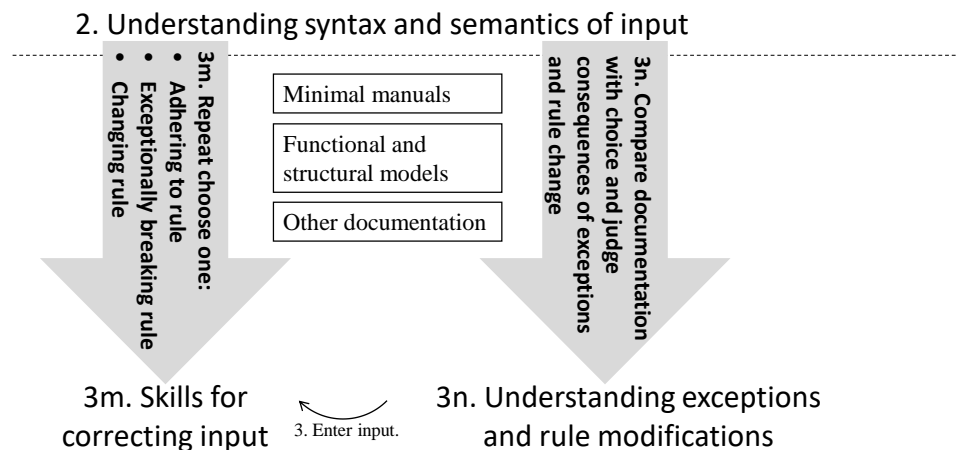 2. Understanding syntax and semantics of input
3m. Repeat choose one:
• Adhering to rule
• Exceptionally breaking rule
• Changing rule
Minimal manuals
Functional and
structural models
Other documentation
3n. Compare documentation
with choice and judge
consequences of exceptions
and rule change
3m. Skills for
correcting input
3. Enter input.
3n. Understanding exceptions
and rule modifications